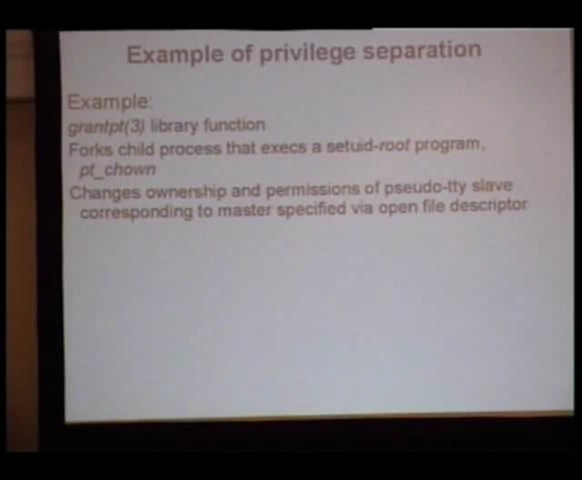 Example of privilege separation
Example:
grantpt(3) library function
Forks child process that execs a setuid-root program,
pt_chown
Changes ownership and permissions of pseudo-tty slave
corresponding to master specified via open file descriptor